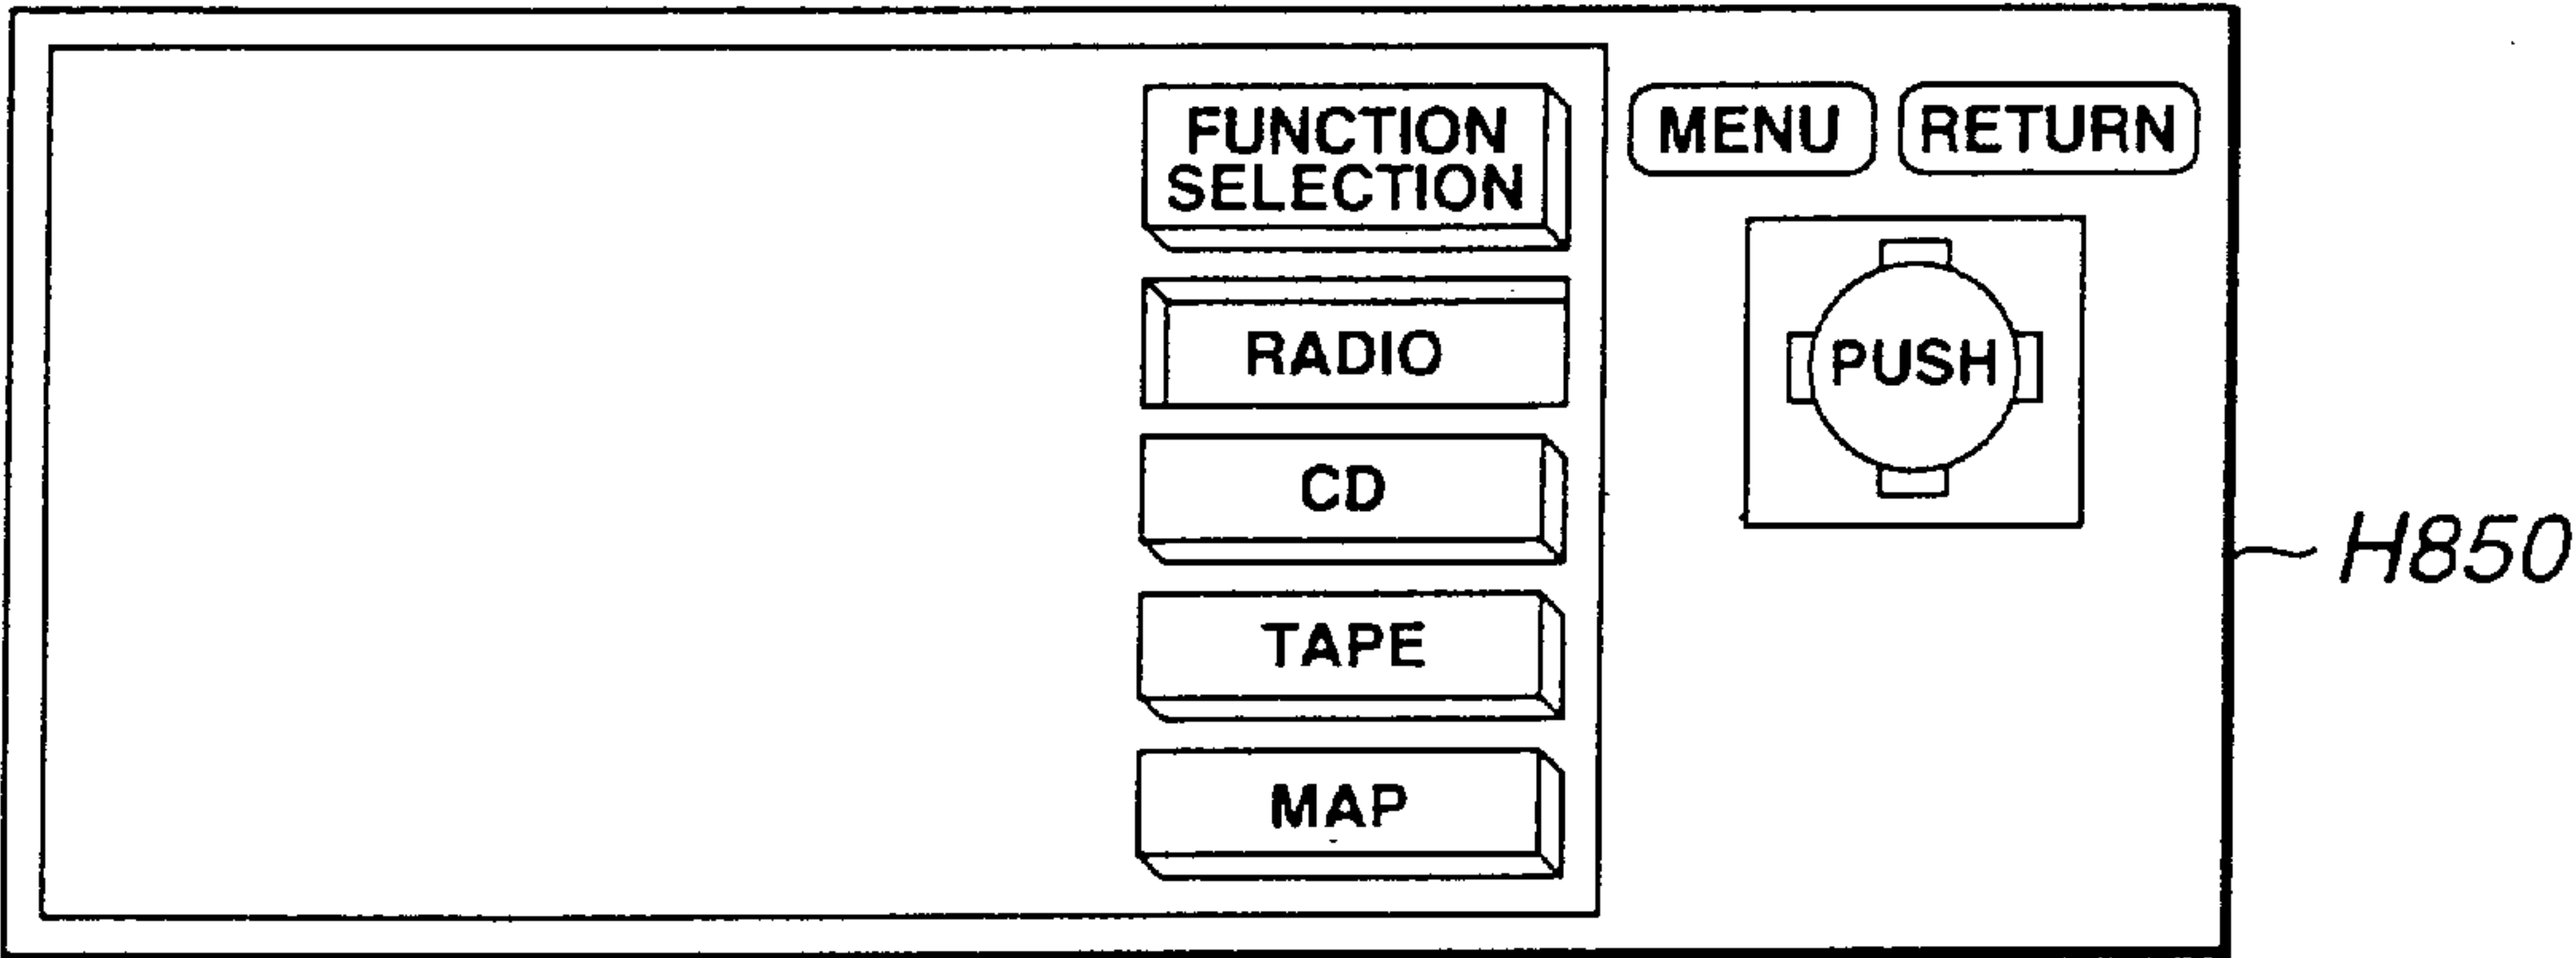 FUNCTION
SELECTION
RADIO
CD
TAPE
MAP
MENU
RETURN
PUSH
H850